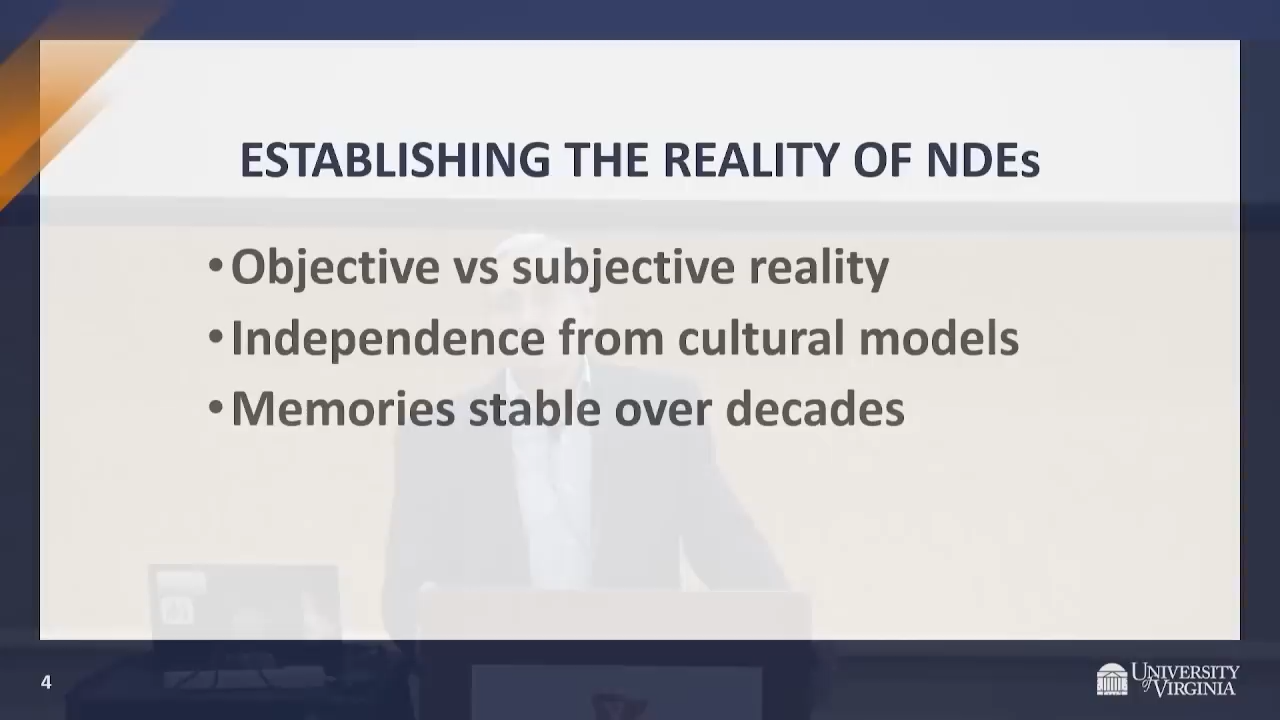 ESTABLISHING THE REALITY OF NDEs
•Objective vs subjective reality
•Independence from cultural models
•Memories stable over decades
4
UNIVERSITY
of VIRGINIA